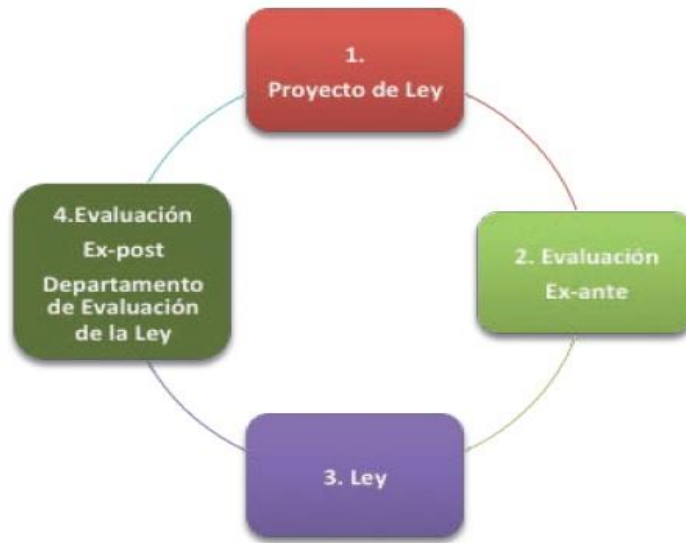 1.
Proyecto de Ley
2. Evaluación
Ex-ante
3. Ley
4.Evaluación
Ex-post
Departamento
de Evaluación
de la Ley